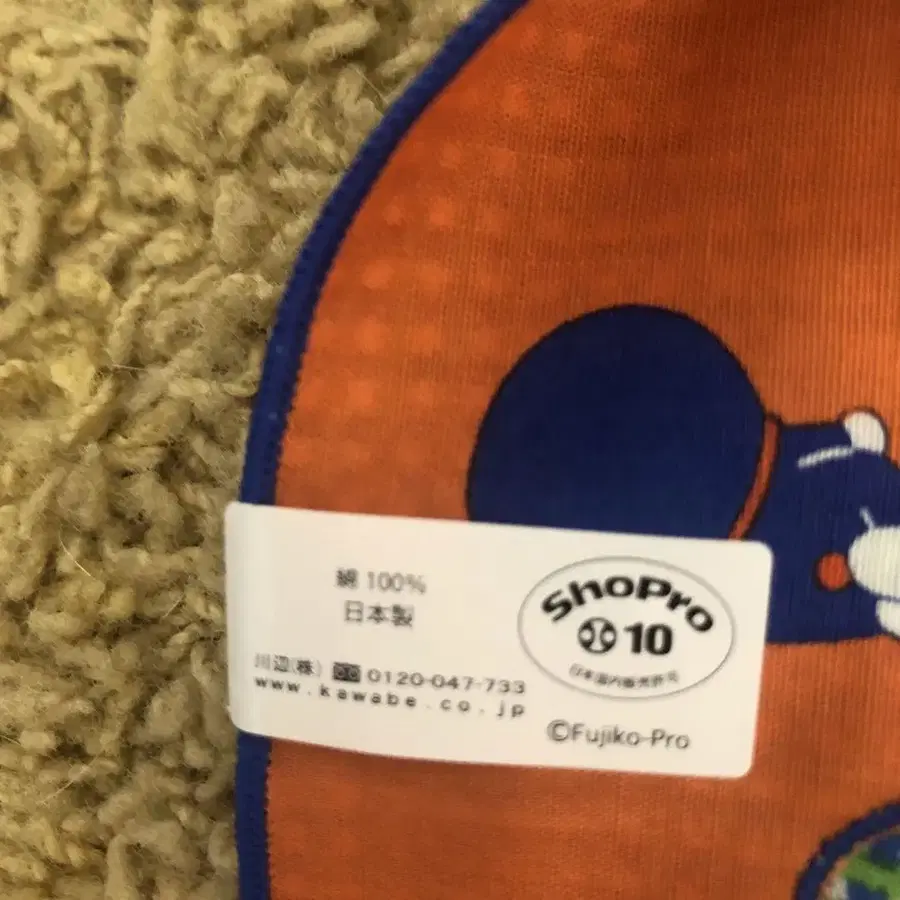 綿 100%
日本製
川辺(株) 0120-047-733
www.kawabe.co.jp
ShoPro
10
日本国内販売許可
©Fujiko-Pro